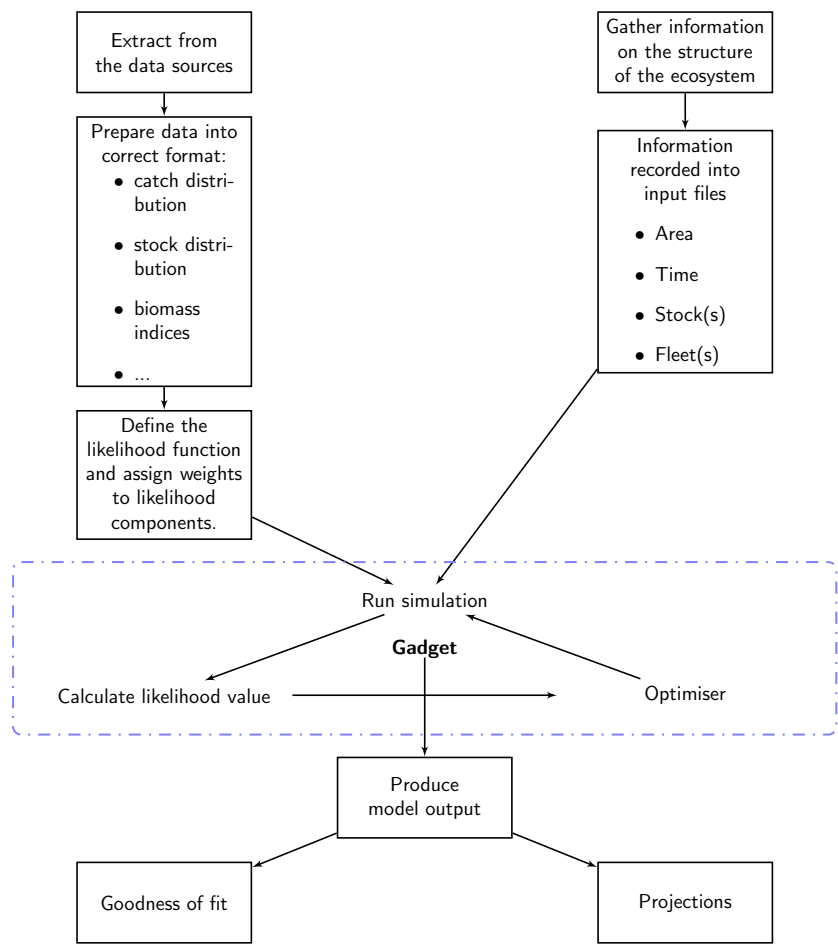 Extract from
the data sources
Gather information
on the structure
of the ecosystem
Prepare data into
correct format:
• catch distri-
bution
• stock distri-
bution
• biomass
indices
• ...
Information
recorded into
input files
• Area
• Time
• Stock(s)
• Fleet(s)
Define the
likelihood function
and assign weights
to likelihood
components.
Run simulation
Gadget
Calculate likelihood value
Optimiser
Produce
model output
Goodness of fit
Projections